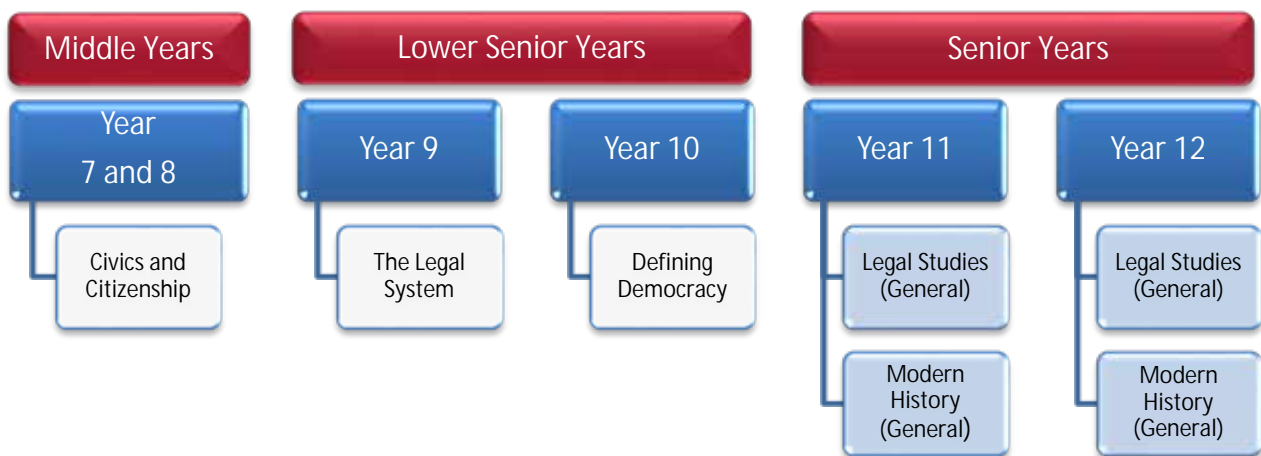 Middle Years
Lower Senior Years
Senior Years
Year
7 and 8
Year 9
Year 10
Year 11
Year 12
Civics and
Citizenship
The Legal
System
Defining
Democracy
Legal Studies
(General)
Legal Studies
(General)
Modern
History
(General)
Modern
History
(General)